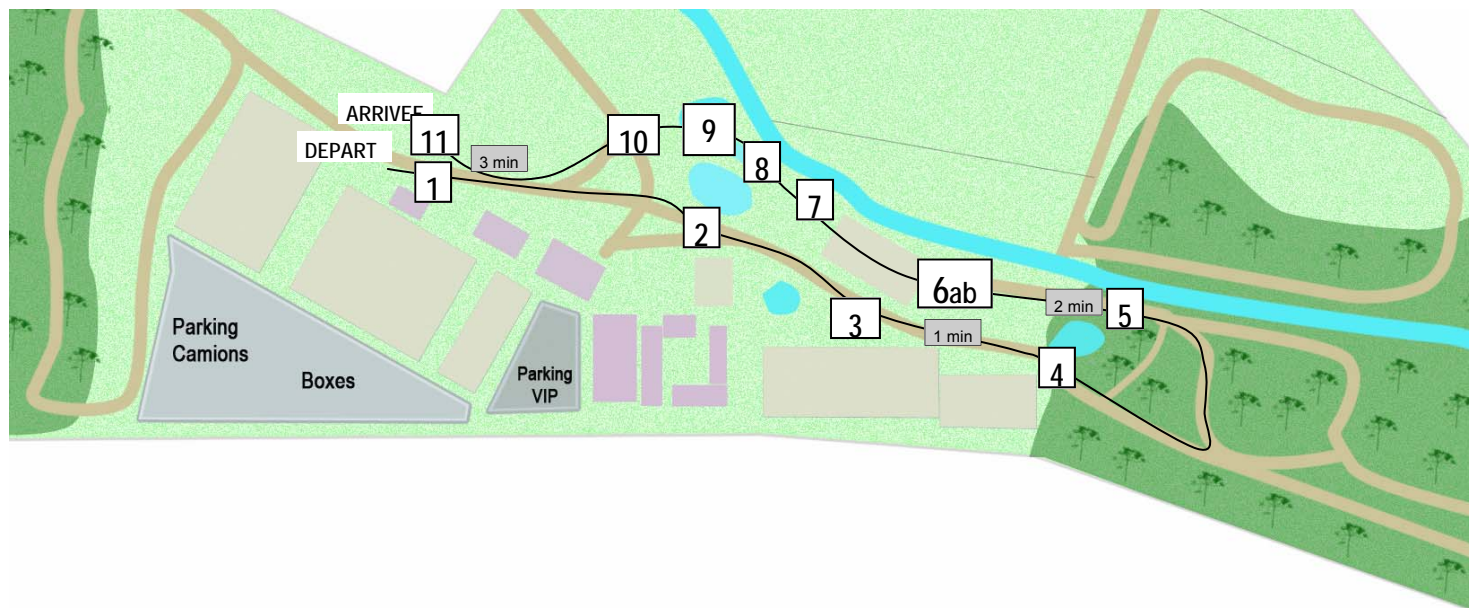 ARRIVEE
11
DEPART
1
3 min
10
9
8
7
2
6ab
2 min
5
3
1 min
4
Parking
Camions
Boxes
Parking
VIP